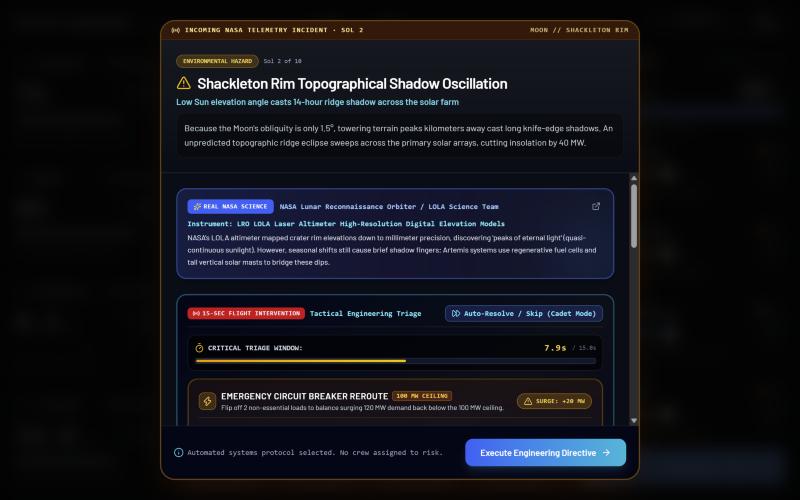 INCOMING NASA TELEMETRY INCIDENT · SOL 2
MOON // SHACKLETON RIM
ENVIRONMENTAL HAZARD
Sol 2 of 10
Shackleton Rim Topographical Shadow Oscillation
Low Sun elevation angle casts 14-hour ridge shadow across the solar farm
Because the Moon's obliquity is only 1.5°, towering terrain peaks kilometers away cast long knife-edge shadows. An
unpredicted topographic ridge eclipse sweeps across the primary solar arrays, cutting insolation by 40 MW.
REAL NASA SCIENCE
NASA Lunar Reconnaissance Orbiter / LOLA Science Team
Instrument: LRO LOLA Laser Altimeter High-Resolution Digital Elevation Models
NASA's LOLA altimeter mapped crater rim elevations down to millimeter precision, discovering 'peaks of eternal light' (quasi-
continuous sunlight). However, seasonal shifts still cause brief shadow fingers; Artemis systems use regenerative fuel cells and
tall vertical solar masts to bridge these dips.
15-SEC FLIGHT INTERVENTION
Tactical Engineering Triage
Auto-Resolve / Skip (Cadet Mode)
CRITICAL TRIAGE WINDOW:
7.9s / 15.0s
EMERGENCY CIRCUIT BREAKER REROUTE
100 MW CEILING
Flip off 2 non-essential loads to balance surging 120 MW demand back below the 100 MW ceiling.
SURGE: +20 MW
Automated systems protocol selected. No crew assigned to risk.
Execute Engineering Directive